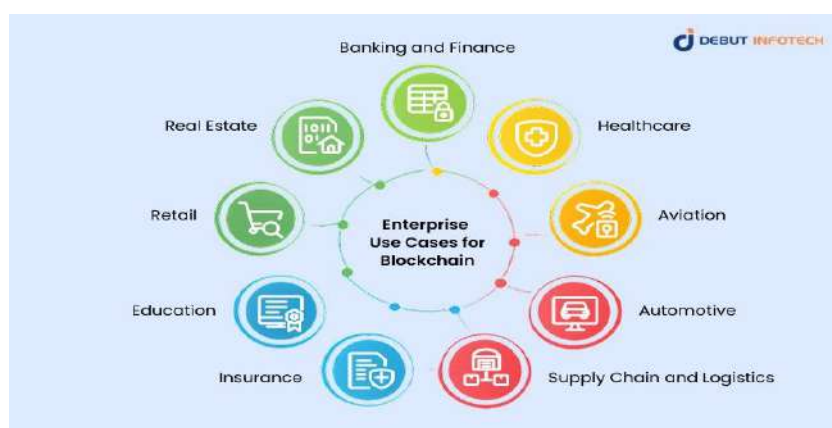 DEBUT INFOTECH
Banking and Finance
Real Estate
Healthcare
Retail
Enterprise
Use Cases for
Blockchain
Aviation
Education
Automotive
Insurance
Supply Chain and Logistics